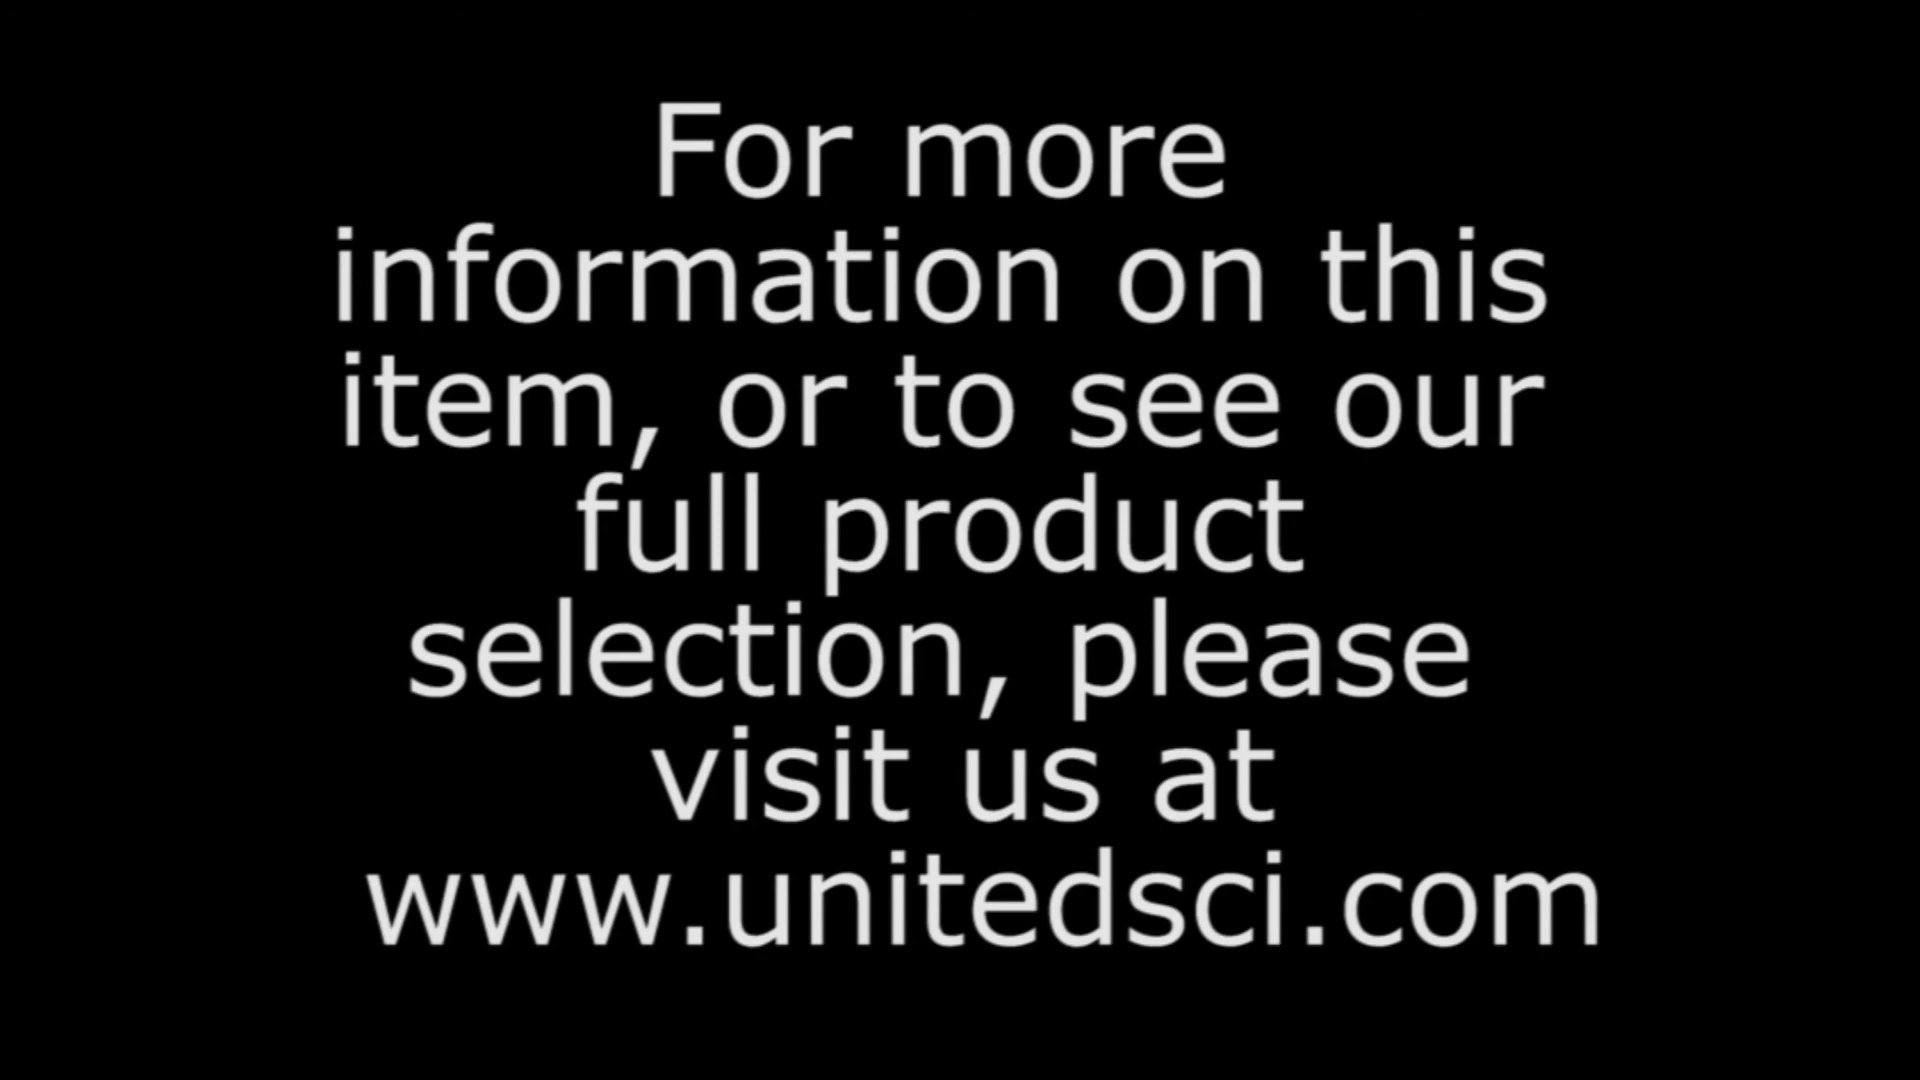 For more
information on this
item, or to see our
full product
selection, please
visit us at
www.unitedsci.com